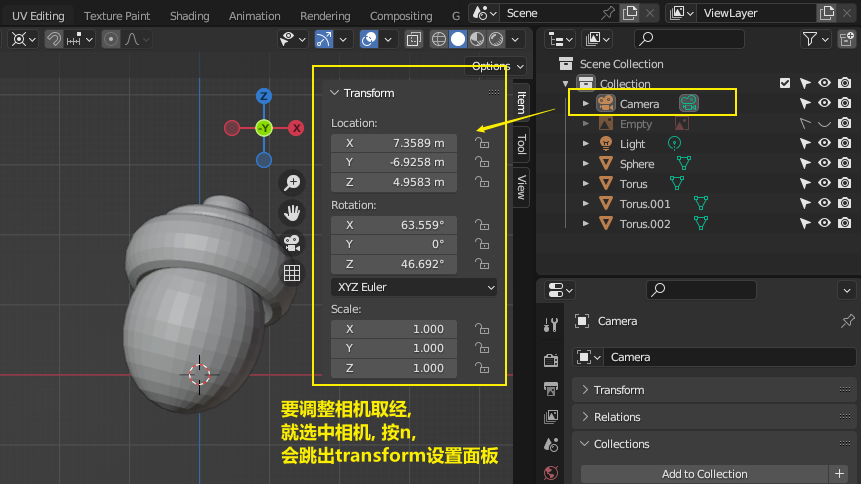 UV Editing Texture Paint Shading Animation Rendering Compositing G Scene ViewLayer
Options
Scene Collection
Collection
Camera
Empty
Light
Sphere
Torus
Torus.001
Torus.002
Z
-Y
X
Item
Tool
View
Transform
Location:
X 7.3589 m
Y -6.9258 m
Z 4.9583 m
Rotation:
X 63.559°
Y 0°
Z 46.692°
XYZ Euler
Scale:
X 1.000
Y 1.000
Z 1.000
要调整相机取经,
就选中相机, 按n,
会跳出transform设置面板
Camera
Camera
Transform
Relations
Collections
Add to Collection +